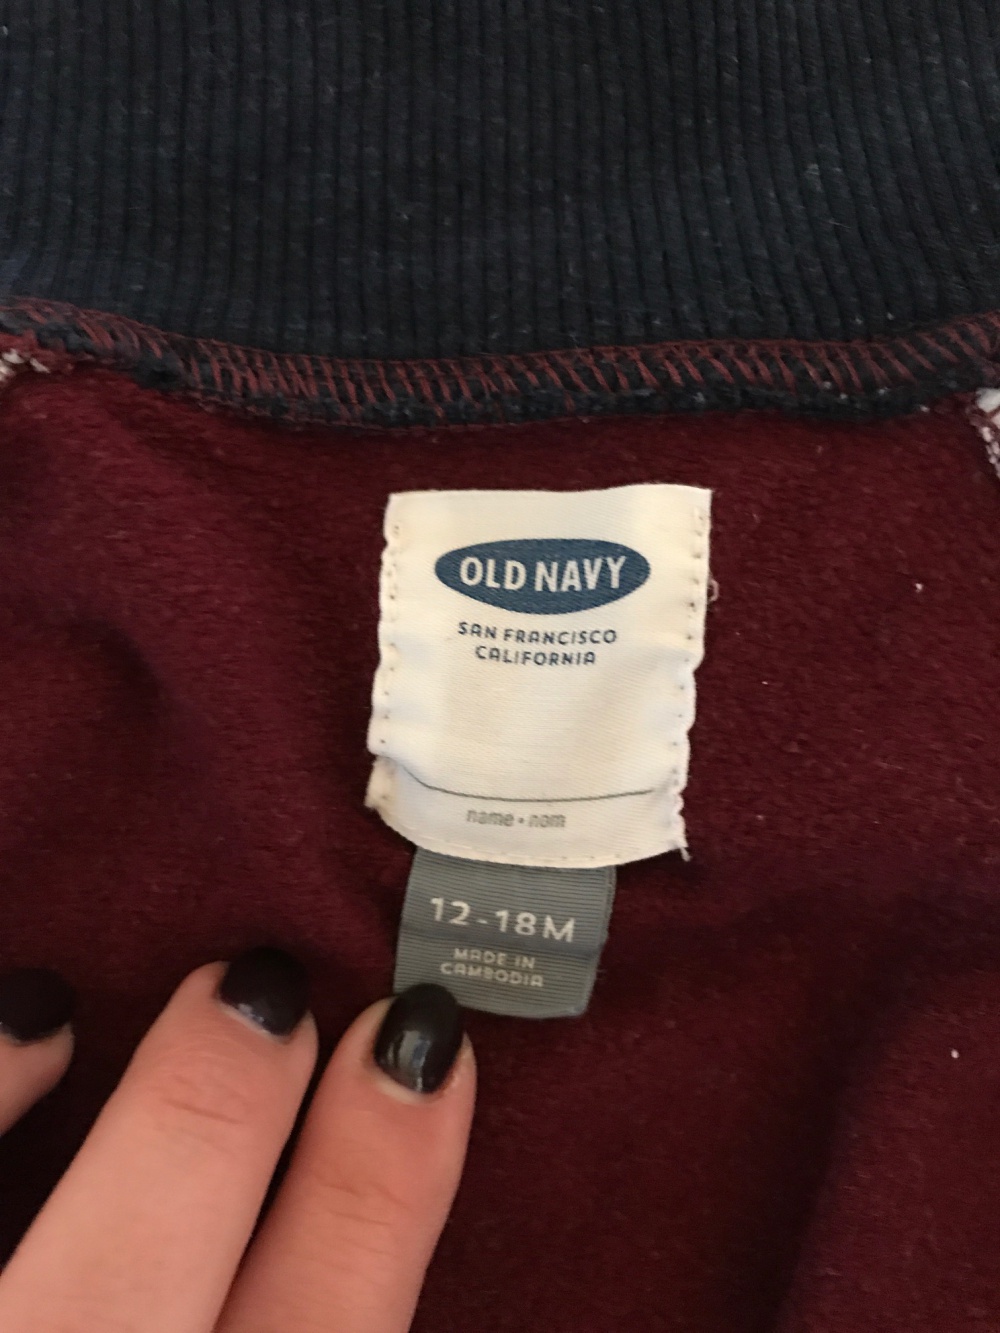 OLD NAVY
SAN FRANCISCO
CALIFORNIA
name • nom
12-18M
MADE IN
CAMBODIA